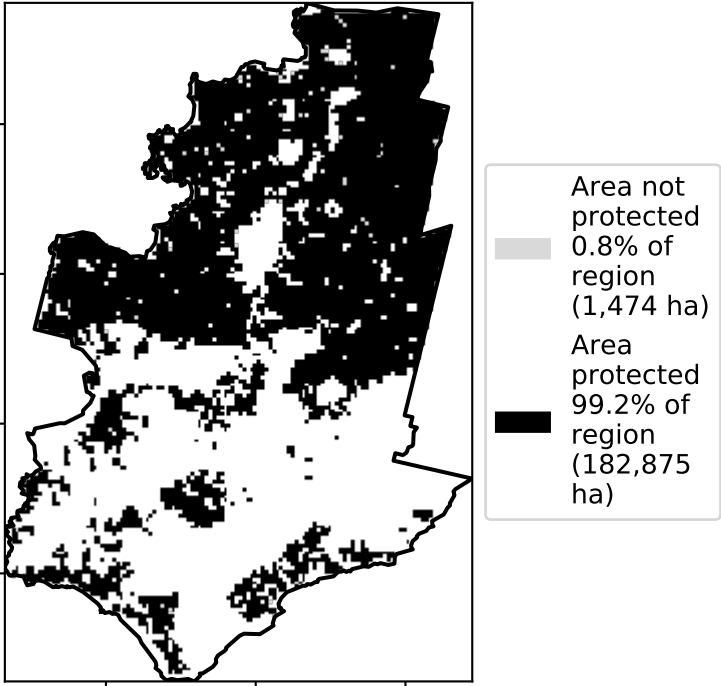 Area not
protected
0.8% of
region
(1,474 ha)
Area
protected
99.2% of
region
(182,875
ha)